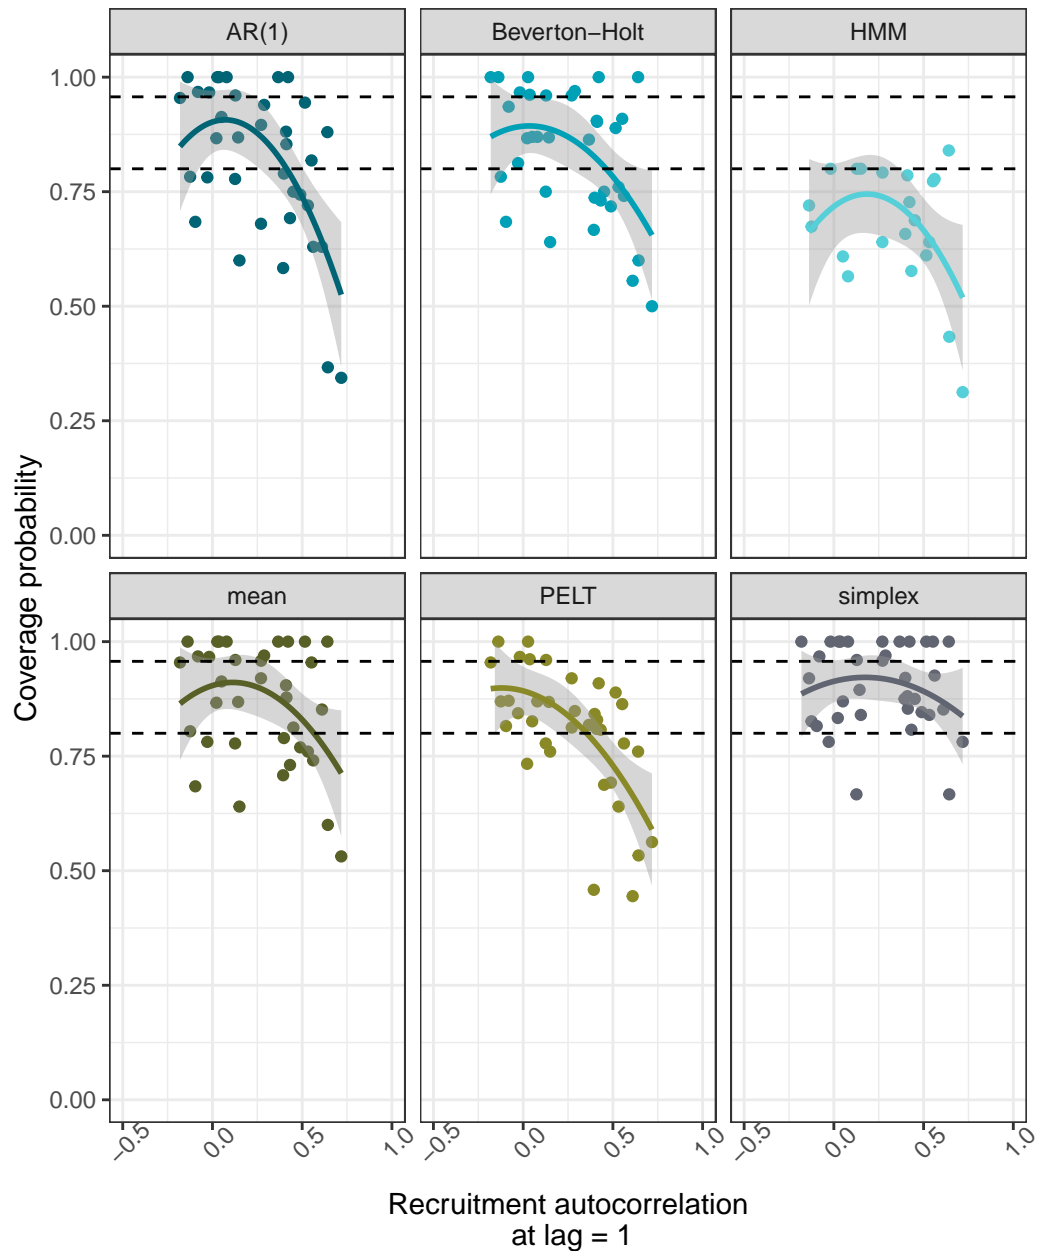 AR(1) Beverton−Holt HMM
1.00
0.75
0.50
0.25
0.00
mean PELT simplex
1.00
0.75
0.50
0.25
0.00
−0.5 0.0 0.5 1.0 −0.5 0.0 0.5 1.0 −0.5 0.0 0.5 1.0
Coverage probability
Recruitment autocorrelation
at lag = 1